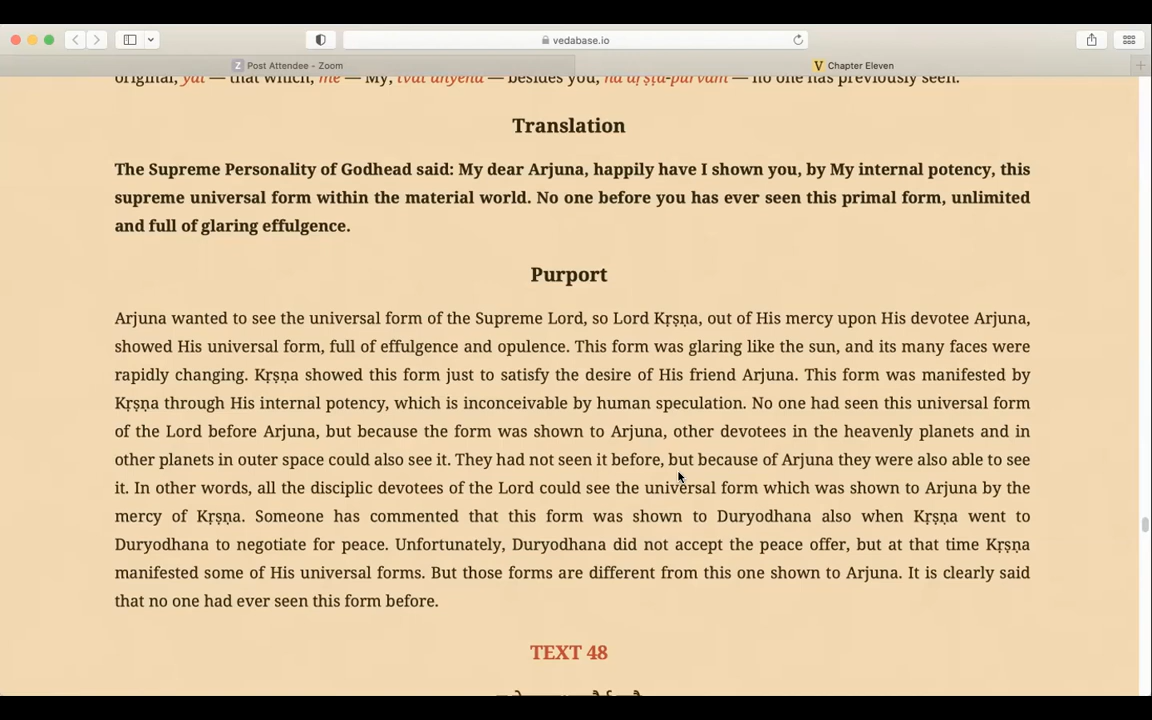 vedabase.io
Post Attendee – Zoom
Chapter Eleven
original, yat — that which, me — My, tvat anyena — besides you, na dṛṣṭa-pūrvam — no one has previously seen.
Translation
The Supreme Personality of Godhead said: My dear Arjuna, happily have I shown you, by My internal potency, this
supreme universal form within the material world. No one before you has ever seen this primal form, unlimited
and full of glaring effulgence.
Purport
Arjuna wanted to see the universal form of the Supreme Lord, so Lord Kṛṣṇa, out of His mercy upon His devotee Arjuna,
showed His universal form, full of effulgence and opulence. This form was glaring like the sun, and its many faces were
rapidly changing. Kṛṣṇa showed this form just to satisfy the desire of His friend Arjuna. This form was manifested by
Kṛṣṇa through His internal potency, which is inconceivable by human speculation. No one had seen this universal form
of the Lord before Arjuna, but because the form was shown to Arjuna, other devotees in the heavenly planets and in
other planets in outer space could also see it. They had not seen it before, but because of Arjuna they were also able to see
it. In other words, all the disciplic devotees of the Lord could see the universal form which was shown to Arjuna by the
mercy of Kṛṣṇa. Someone has commented that this form was shown to Duryodhana also when Kṛṣṇa went to
Duryodhana to negotiate for peace. Unfortunately, Duryodhana did not accept the peace offer, but at that time Kṛṣṇa
manifested some of His universal forms. But those forms are different from this one shown to Arjuna. It is clearly said
that no one had ever seen this form before.
TEXT 48